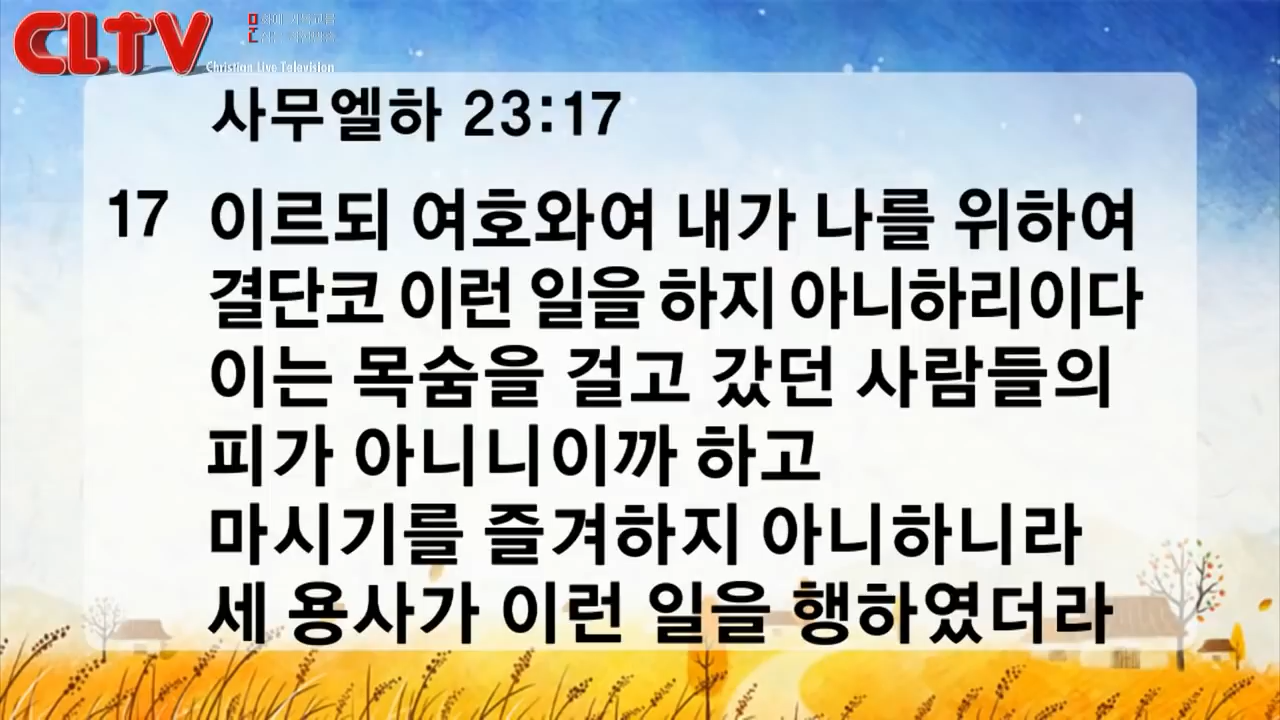 CLTV
Christian Live Television
사무엘하 23:17
17 이르되 여호와여 내가 나를 위하여
결단코 이런 일을 하지 아니하리이다
이는 목숨을 걸고 갔던 사람들의
피가 아니니이까 하고
마시기를 즐겨하지 아니하니라
세 용사가 이런 일을 행하였더라